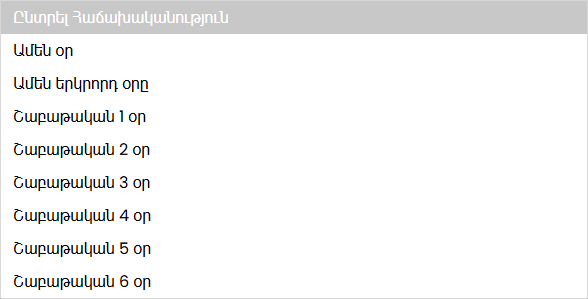 Ընտրել Հաճախականություն
Ամեն օր
Ամեն երկրորդ օրը
Շաբաթական 1 օր
Շաբաթական 2 օր
Շաբաթական 3 օր
Շաբաթական 4 օր
Շաբաթական 5 օր
Շաբաթական 6 օր